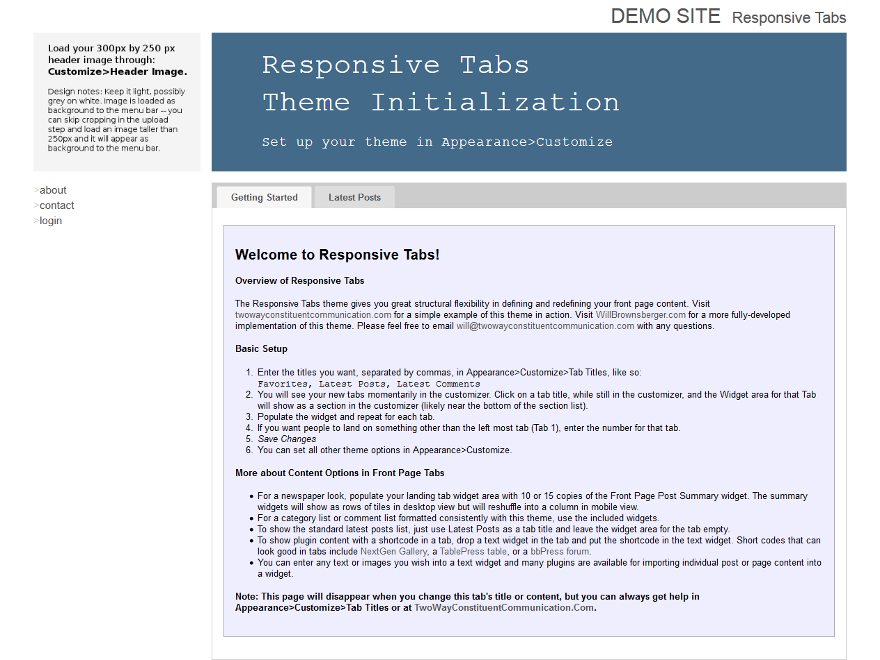 DEMO SITE Responsive Tabs
Load your 300px by 250 px
header image through:
Customize>Header Image.
Design notes: Keep it light, possibly
grey on white. Image is loaded as
background to the menu bar -- you
can skip cropping in the upload
step and load an image taller than
250px and it will appear as
background to the menu bar.
Responsive Tabs
Theme Initialization
Set up your theme in Appearance>Customize
>about
>contact
>login
Getting Started
Latest Posts
Welcome to Responsive Tabs!
Overview of Responsive Tabs
The Responsive Tabs theme gives you great structural flexibility in defining and redefining your front page content. Visit
twowayconstituentcommunication.com for a simple example of this theme in action. Visit WillBrownsberger.com for a more fully-developed
implementation of this theme. Please feel free to email will@twowayconstituentcommunication.com with any questions.
Basic Setup
1. Enter the titles you want, separated by commas, in Appearance>Customize>Tab Titles, like so:
Favorites, Latest Posts, Latest Comments
2. You will see your new tabs momentarily in the customizer. Click on a tab title, while still in the customizer, and the Widget area for that Tab
will show as a section in the customizer (likely near the bottom of the section list).
3. Populate the widget and repeat for each tab.
4. If you want people to land on something other than the left most tab (Tab 1), enter the number for that tab.
5. Save Changes
6. You can set all other theme options in Appearance>Customize.
More about Content Options in Front Page Tabs
• For a newspaper look, populate your landing tab widget area with 10 or 15 copies of the Front Page Post Summary widget. The summary
widgets will show as rows of tiles in desktop view but will reshuffle into a column in mobile view.
• For a category list or comment list formatted consistently with this theme, use the included widgets.
• To show the standard latest posts list, just use Latest Posts as a tab title and leave the widget area for the tab empty.
• To show plugin content with a shortcode in a tab, drop a text widget in the tab and put the shortcode in the text widget. Short codes that can
look good in tabs include NextGen Gallery, a TablePress table, or a bbPress forum.
• You can enter any text or images you wish into a text widget and many plugins are available for importing individual post or page content into
a widget.
Note: This page will disappear when you change this tab's title or content, but you can always get help in
Appearance>Customize>Tab Titles or at TwoWayConstituentCommunication.Com.